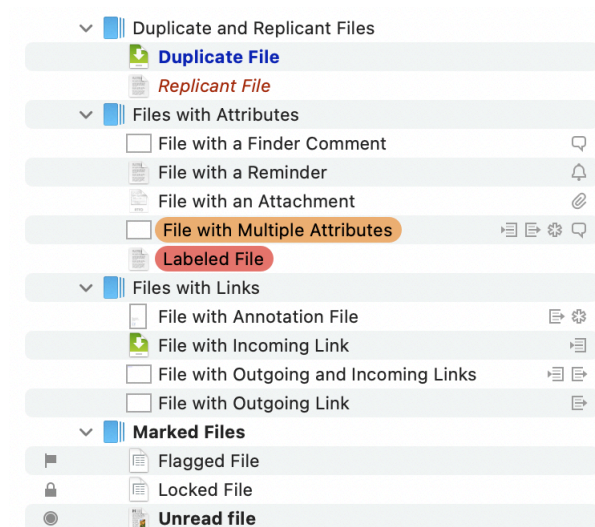 Duplicate and Replicant Files
Duplicate File
Replicant File
Files with Attributes
File with a Finder Comment
File with a Reminder
File with an Attachment
File with Multiple Attributes
Labeled File
Files with Links
File with Annotation File
File with Incoming Link
File with Outgoing and Incoming Links
File with Outgoing Link
Marked Files
Flagged File
Locked File
Unread file